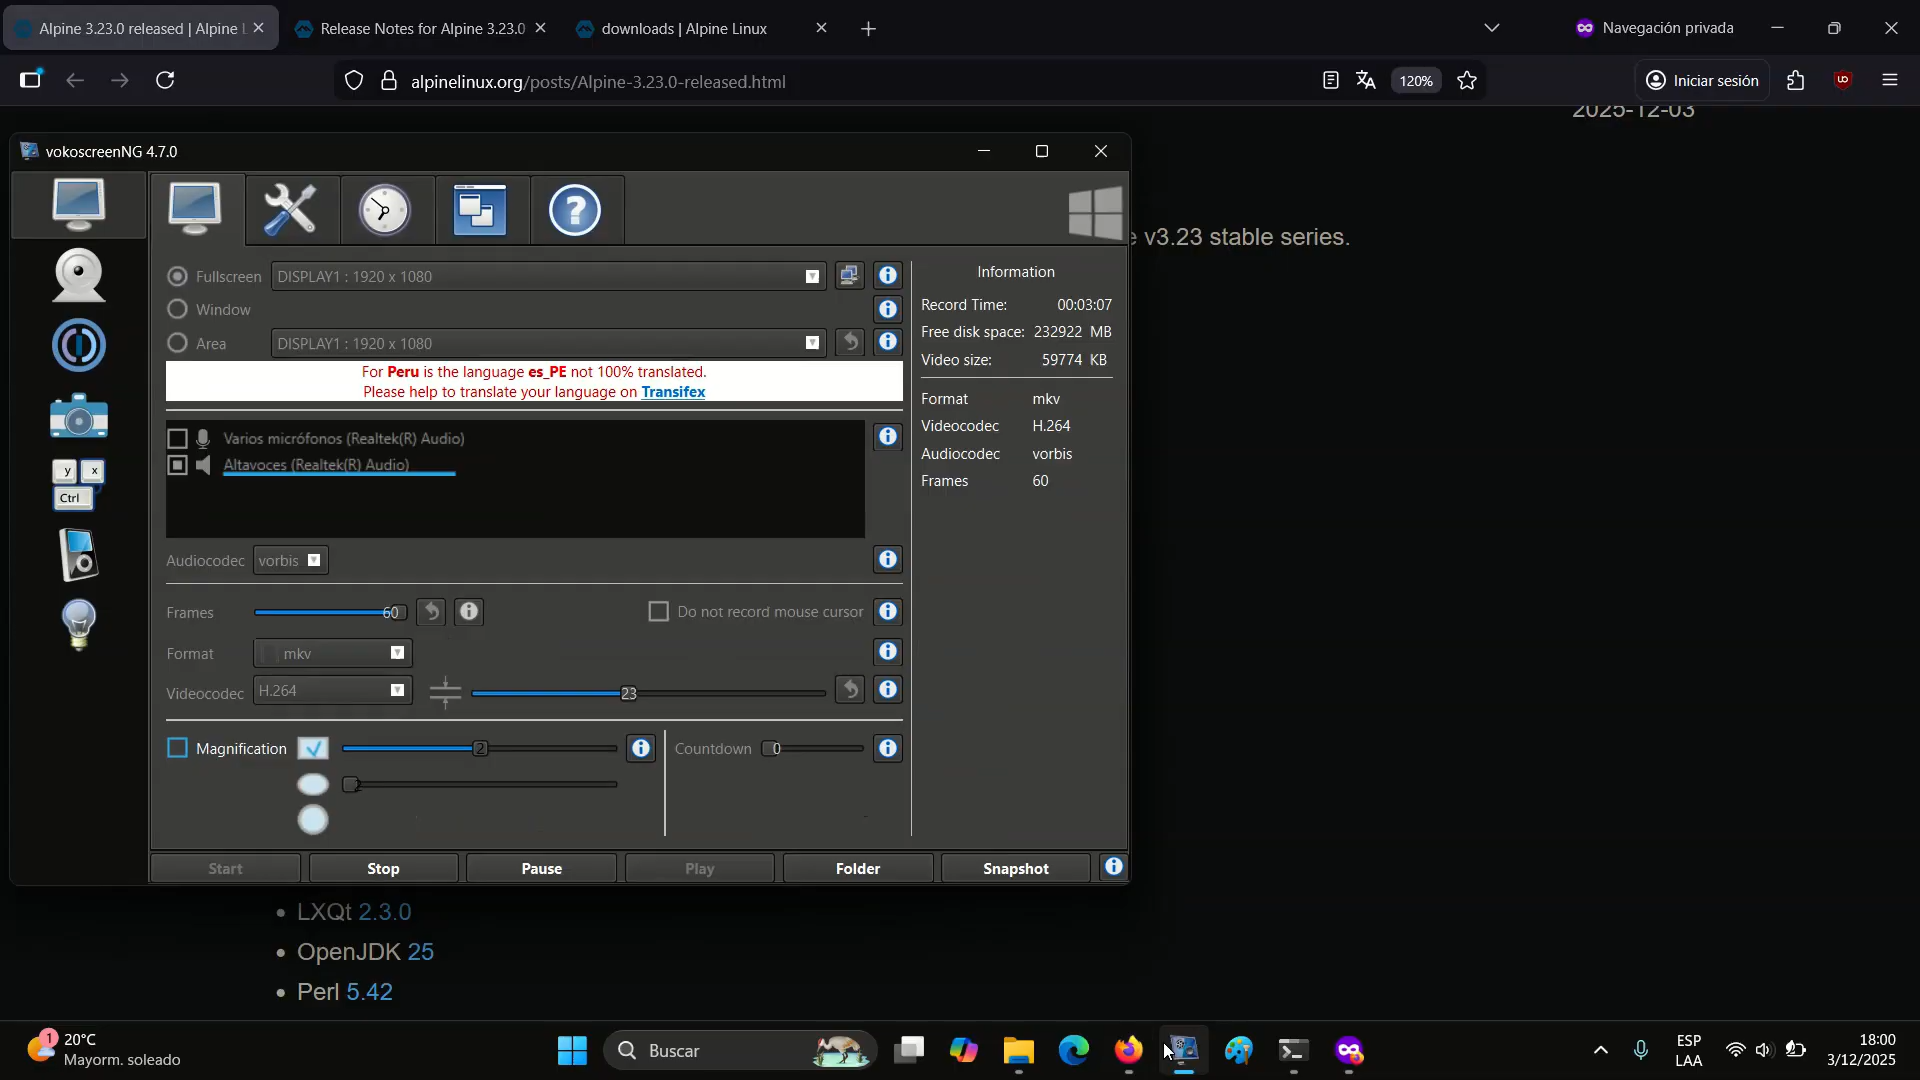 Alpine 3.23.0 released | Alpine L
Release Notes for Alpine 3.23.0
downloads | Alpine Linux
Navegación privada
alpinelinux.org/posts/Alpine-3.23.0-released.html
120%
Iniciar sesión
2025-12-03
vokoscreenNG 4.7.0
e v3.23 stable series.
Fullscreen
DISPLAY1 : 1920 x 1080
Window
Area
DISPLAY1 : 1920 x 1080
For Peru is the language es_PE not 100% translated.
Please help to translate your language on Transifex
Varios micrófonos (Realtek(R) Audio)
Altavoces (Realtek(R) Audio)
Audiocodec
vorbis
Frames
60
Do not record mouse cursor
Format
mkv
Videocodec
H.264
23
Magnification
2
Countdown
0
2
Information
Record Time: 00:03:07
Free disk space: 232922 MB
Video size: 59774 KB
Format mkv
Videocodec H.264
Audiocodec vorbis
Frames 60
y x
Ctrl
Start
Stop
Pause
Play
Folder
Snapshot
LXQt 2.3.0
OpenJDK 25
Perl 5.42
1
20°C
Mayorm. soleado
Buscar
ESP
LAA
18:00
3/12/2025